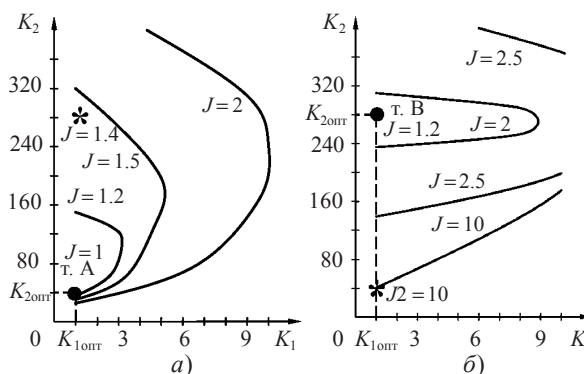 K2
J = 2
320
J = 1.4
240
J = 1.5
J = 1.2
160
80
J = 1
т. А
K2опт
0
K1опт
3
6
9
K1
а)
K2
J = 2.5
320
K2опт
т. В
J = 1.2
J = 2
240
J = 2.5
160
J = 10
80
J2 = 10
0
K1опт
3
6
9
K
б)